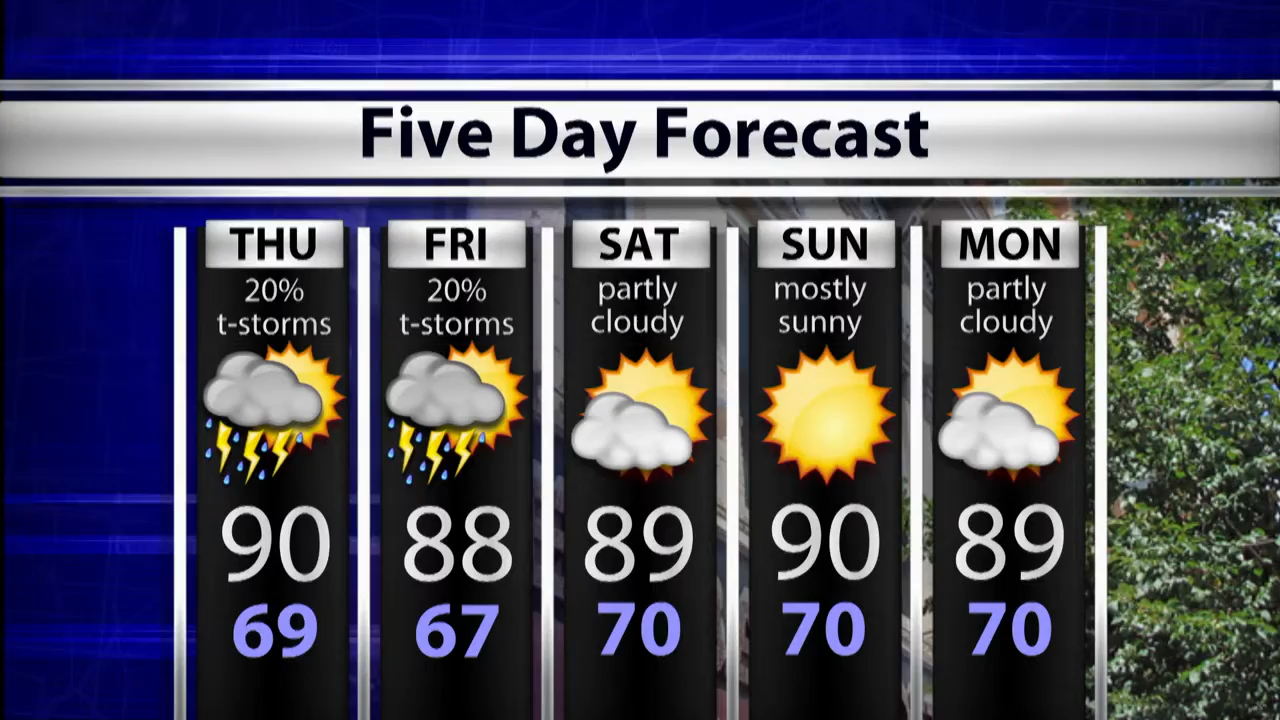 Five Day Forecast
THU
20%
t-storms
90
69
FRI
20%
t-storms
88
67
SAT
partly
cloudy
89
70
SUN
mostly
sunny
90
70
MON
partly
cloudy
89
70